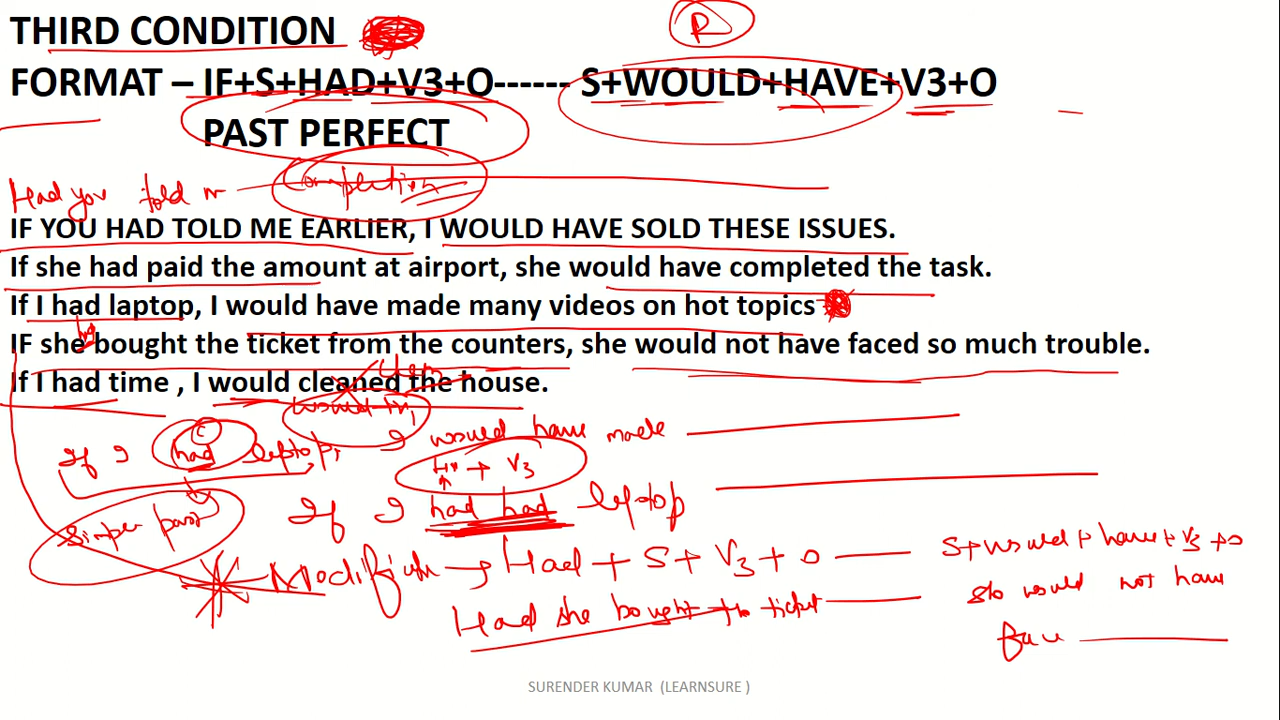 THIRD CONDITION
R
FORMAT – IF+S+HAD+V3+O------ S+WOULD+HAVE+V3+O
PAST PERFECT
Had you told m
Completion
IF YOU HAD TOLD ME EARLIER, I WOULD HAVE SOLD THESE ISSUES.
If she had paid the amount at airport, she would have completed the task.
If I had laptop, I would have made many videos on hot topics
had
IF she bought the ticket from the counters, she would not have faced so much trouble.
clean
If I had time , I would cleaned the house.
If I had laptop, I would have made
H + V3
If I had had laptop
Simple past
Modification → Had + S + V3 + O
S+would+have+V3+O
Had she bought the ticket
She would not have